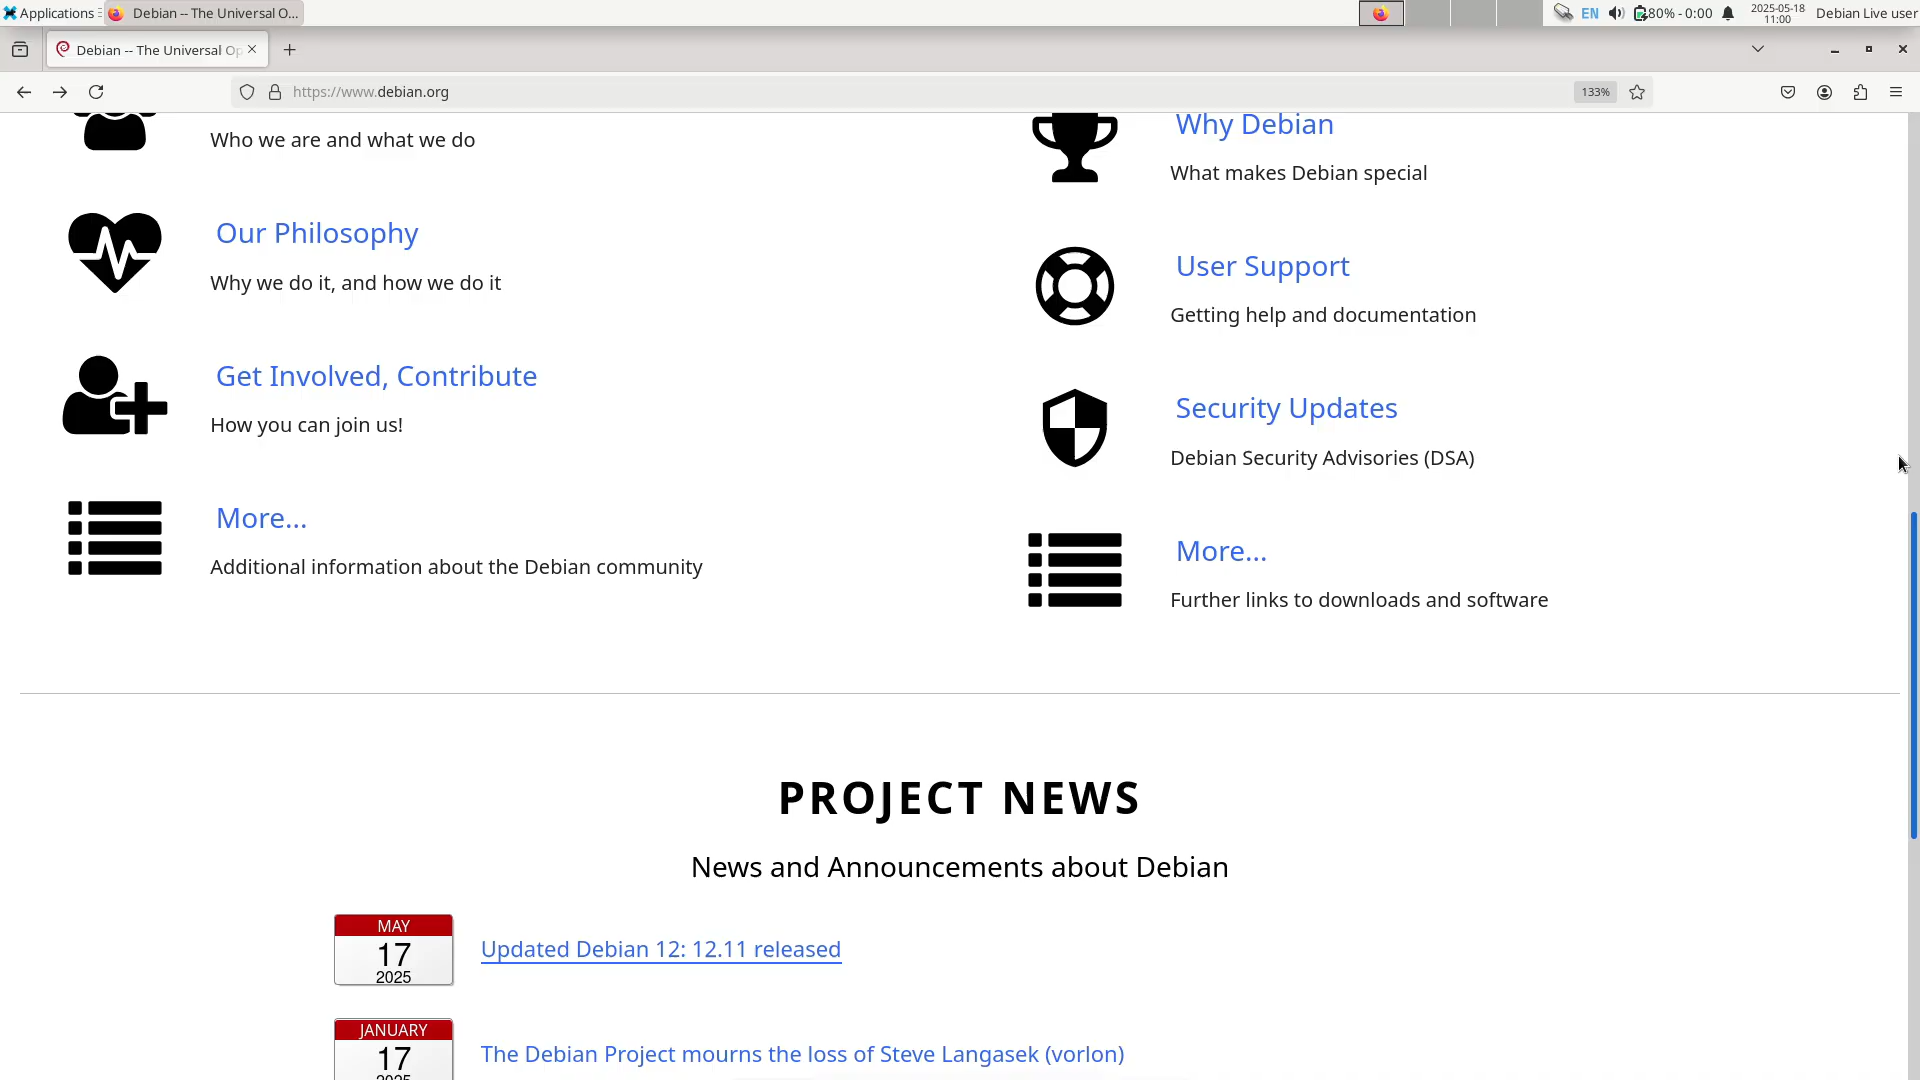 Applications
Debian -- The Universal O...
EN
80% - 0:00
2025-05-18
11:00
Debian Live user
Debian -- The Universal Op
https://www.debian.org
133%
Who we are and what we do
Our Philosophy
Why we do it, and how we do it
Get Involved, Contribute
How you can join us!
More...
Additional information about the Debian community
Why Debian
What makes Debian special
User Support
Getting help and documentation
Security Updates
Debian Security Advisories (DSA)
More...
Further links to downloads and software
PROJECT NEWS
News and Announcements about Debian
MAY
17
2025
Updated Debian 12: 12.11 released
JANUARY
17
2025
The Debian Project mourns the loss of Steve Langasek (vorlon)